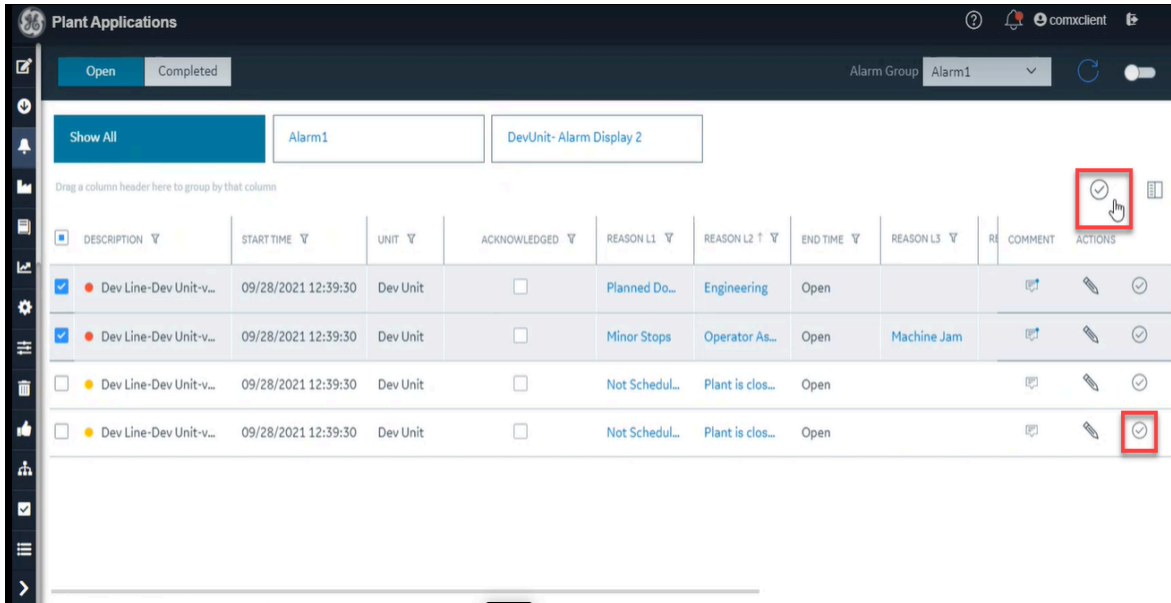 Plant Applications
comxclient
Open
Completed
Alarm Group
Alarm1
Show All
Alarm1
DevUnit- Alarm Display 2
Drag a column header here to group by that column
DESCRIPTION START TIME UNIT ACKNOWLEDGED REASON L1 REASON L2 END TIME REASON L3 RE COMMENT ACTIONS
Dev Line-Dev Unit-v... 09/28/2021 12:39:30 Dev Unit Planned Do... Engineering Open
Dev Line-Dev Unit-v... 09/28/2021 12:39:30 Dev Unit Minor Stops Operator As... Open Machine Jam
Dev Line-Dev Unit-v... 09/28/2021 12:39:30 Dev Unit Not Schedul... Plant is clos... Open
Dev Line-Dev Unit-v... 09/28/2021 12:39:30 Dev Unit Not Schedul... Plant is clos... Open